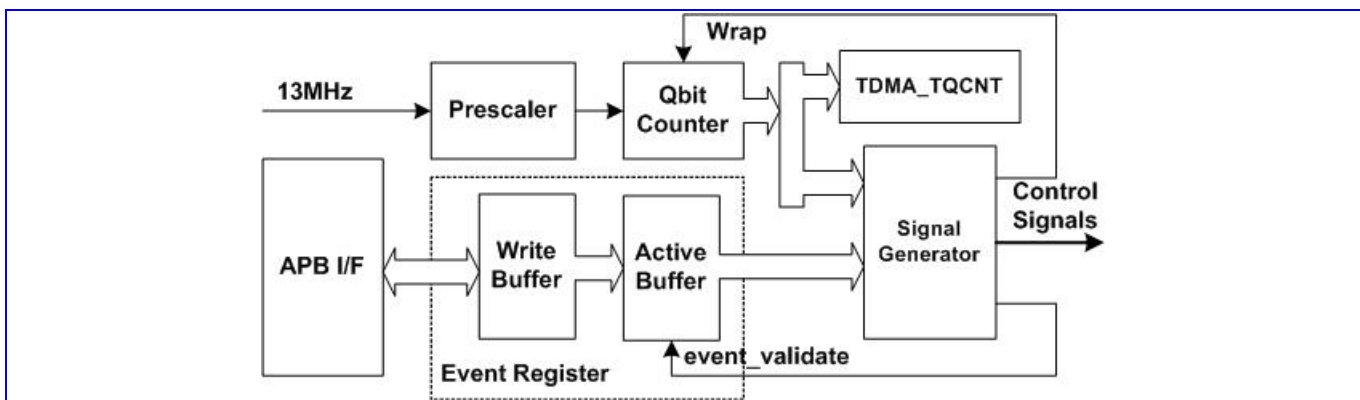 Wrap
13MHz
Prescaler
Qbit
Counter
TDMA_TQCNT
APB I/F
Write
Buffer
Active
Buffer
Signal
Generator
Control
Signals
event_validate
Event Register